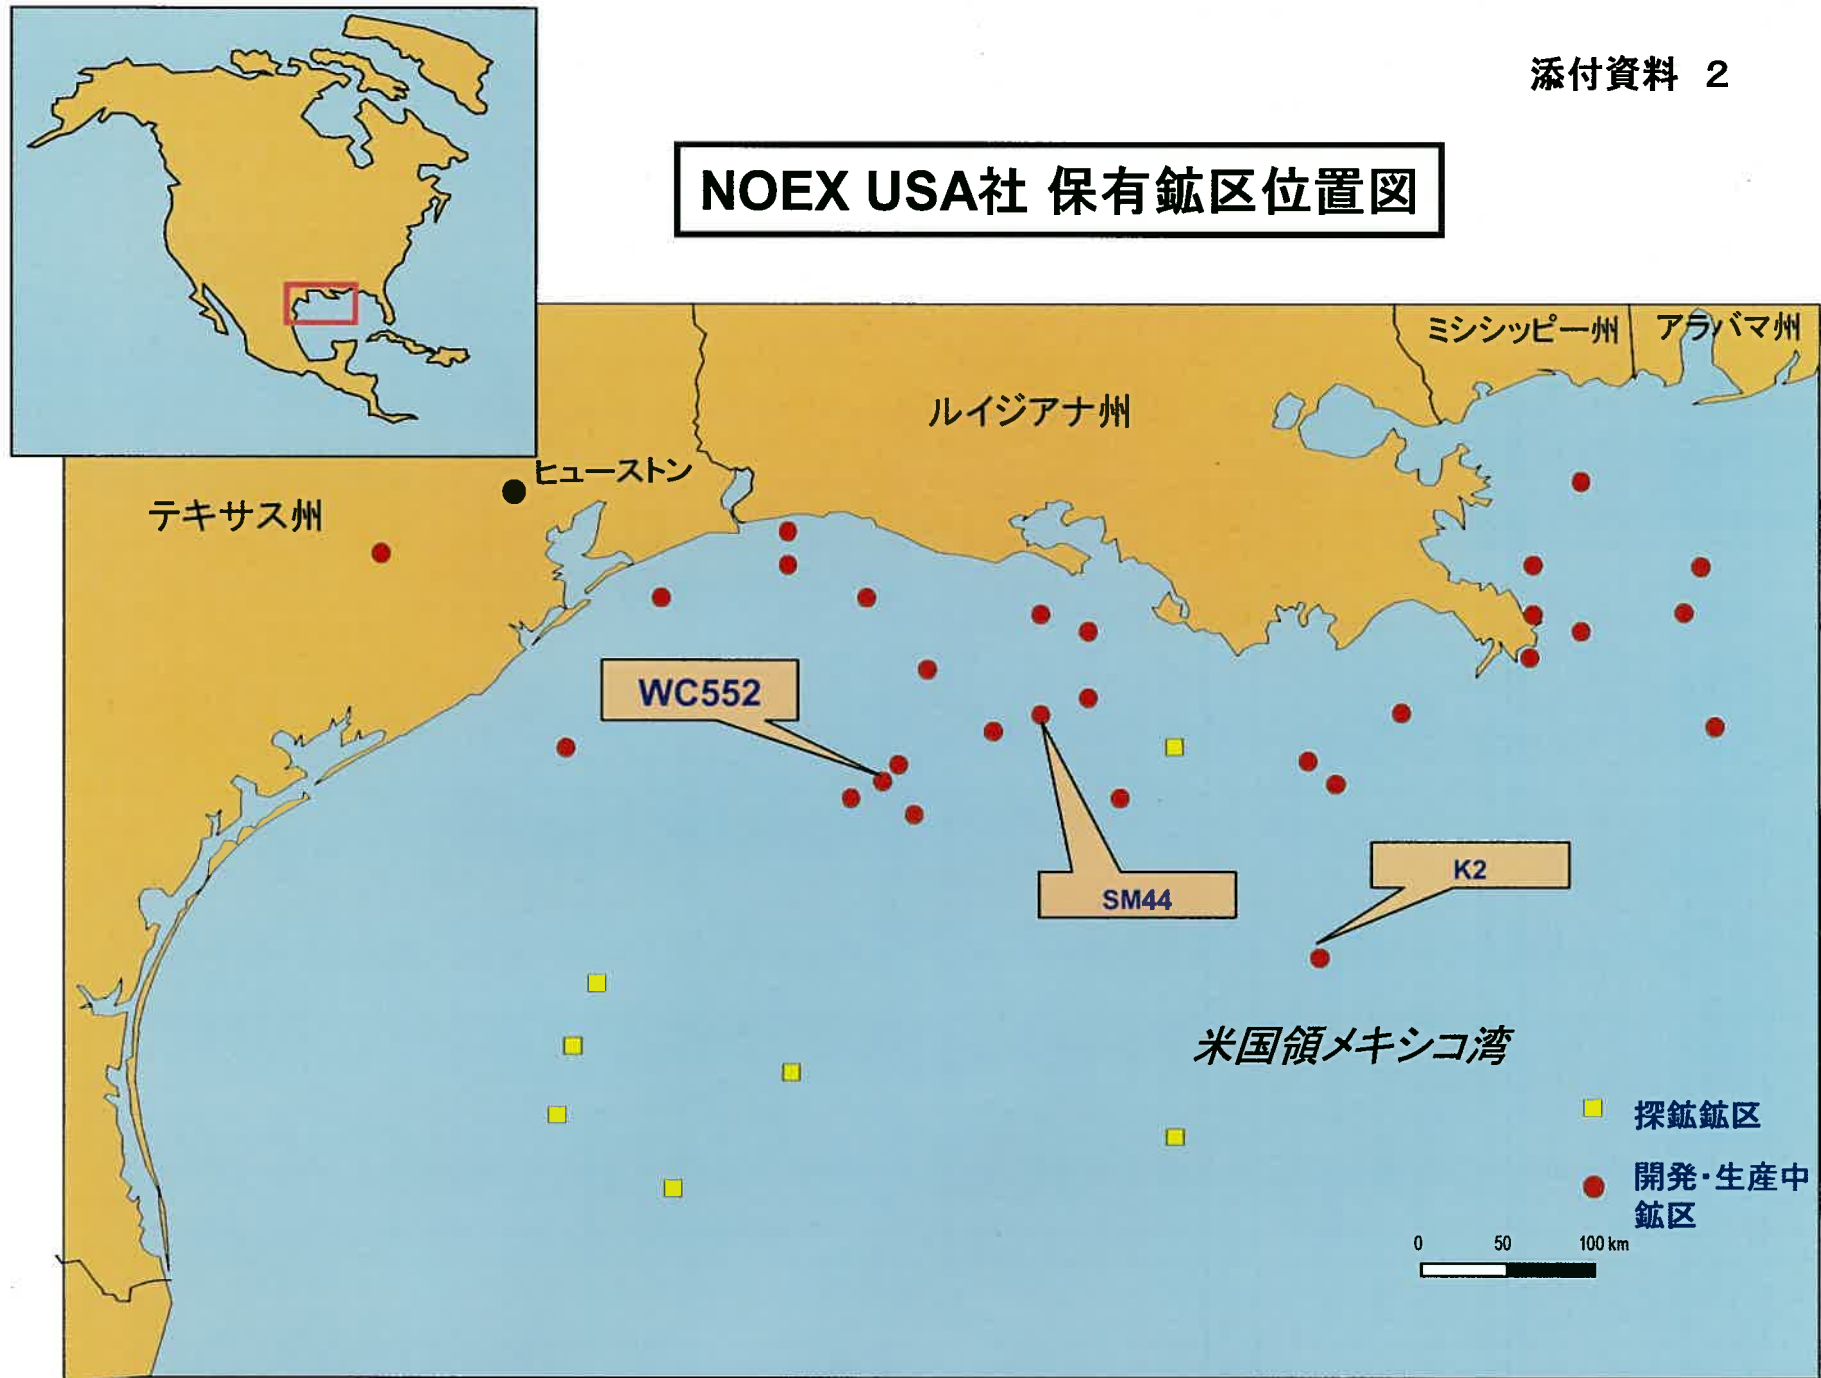 添付資料 2
NOEX USA社 保有鉱区位置図
ミシシッピー州
アラバマ州
ルイジアナ州
ヒューストン
テキサス州
WC552
SM44
K2
米国領メキシコ湾
探鉱鉱区
開発・生産中
鉱区
0 50 100 km